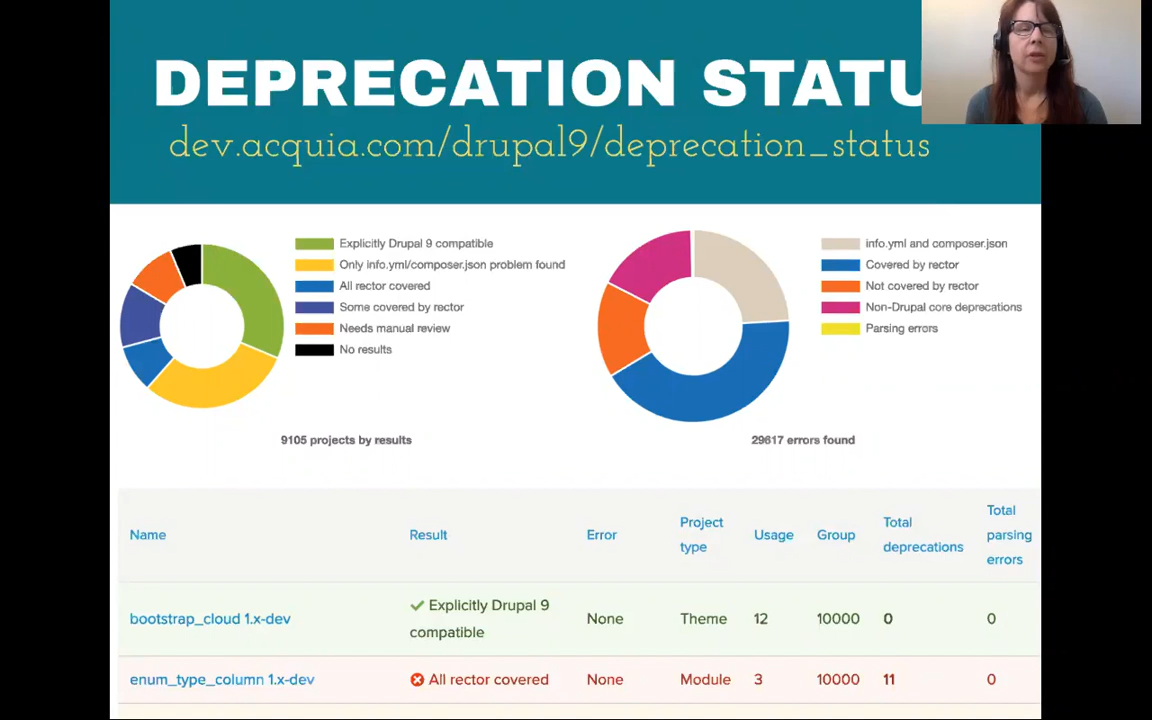 DEPRECATION STATU
dev.acquia.com/drupal9/deprecation_status
Explicitly Drupal 9 compatible
Only info.yml/composer.json problem found
All rector covered
Some covered by rector
Needs manual review
No results
9105 projects by results
info.yml and composer.json
Covered by rector
Not covered by rector
Non-Drupal core deprecations
Parsing errors
29617 errors found
Name Result Error Project type Usage Group Total deprecations Total parsing errors
bootstrap_cloud 1.x-dev Explicitly Drupal 9 compatible None Theme 12 10000 0 0
enum_type_column 1.x-dev All rector covered None Module 3 10000 11 0